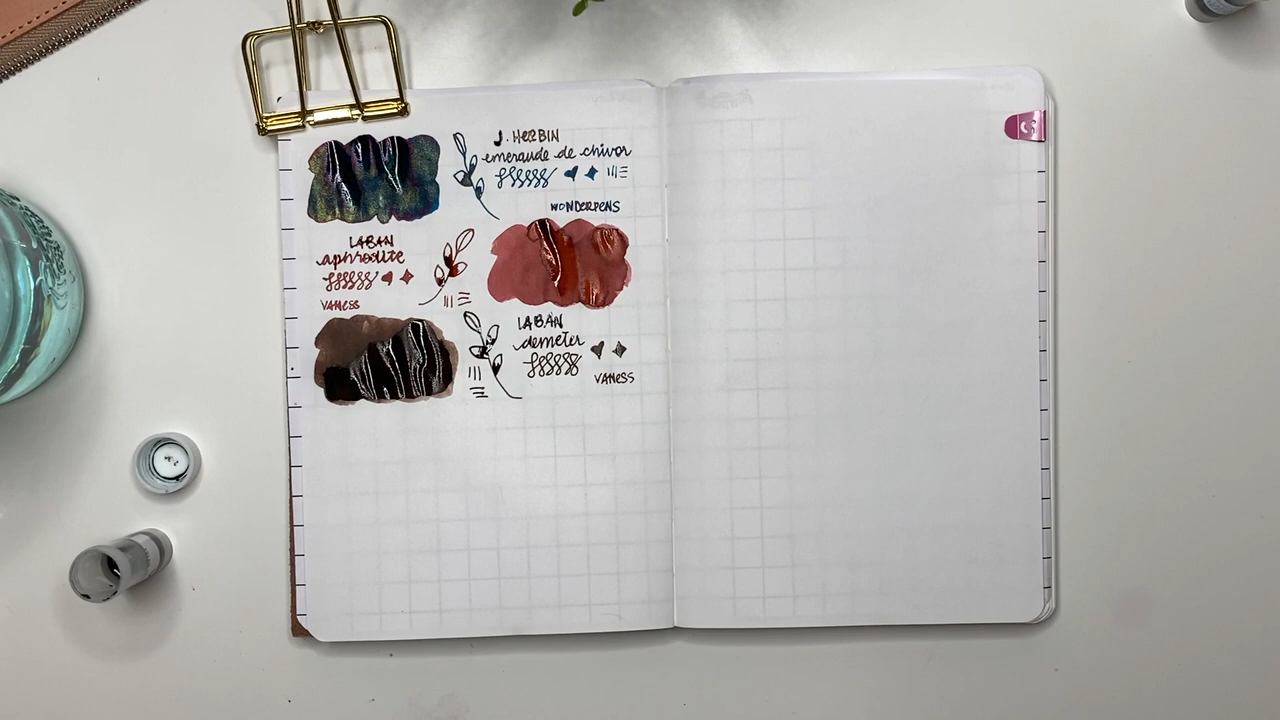 J. HERBIN
emeraude de chivor
WONDERPENS
LABAN
aphrodite
VANESS
LABAN
demeter
VANESS